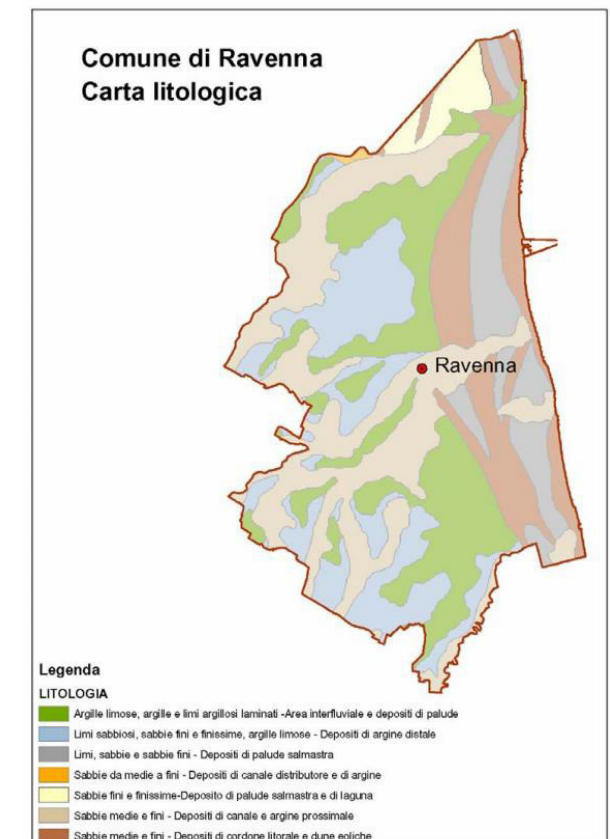 Comune di Ravenna
Carta litologica
Ravenna
Legenda
LITOLOGIA
Argille limose, argille e limi argillosi laminati -Area interfluviale e depositi di palude
Limi sabbiosi, sabbie fini e finissime, argille limose - Depositi di argine distale
Limi, sabbie e sabbie fini - Depositi di palude salmastra
Sabbie da medie a fini - Depositi di canale distributore e di argine
Sabbie fini e finissime-Deposito di palude salmastra e di laguna
Sabbie medie e fini - Depositi di canale e argine prossimale
Sabbie medie e fini - Depositi di cordone litorale e dune eoliche